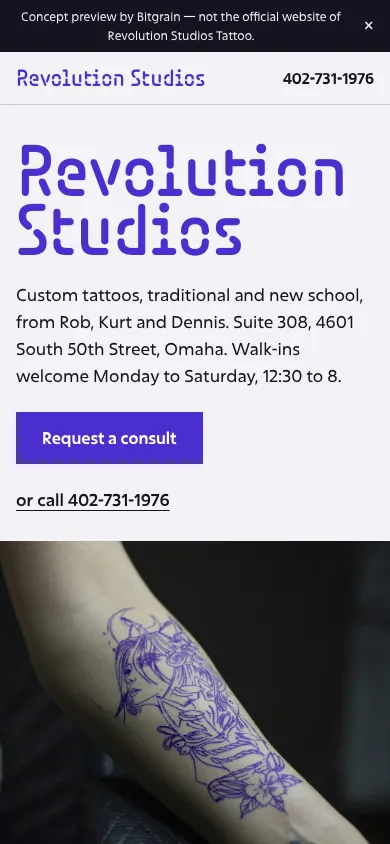 Concept preview by Bitgrain — not the official website of
Revolution Studios Tattoo.
×
Revolution Studios
402-731-1976
Revolution
Studios
Custom tattoos, traditional and new school,
from Rob, Kurt and Dennis. Suite 308, 4601
South 50th Street, Omaha. Walk-ins
welcome Monday to Saturday, 12:30 to 8.
Request a consult
or call 402-731-1976